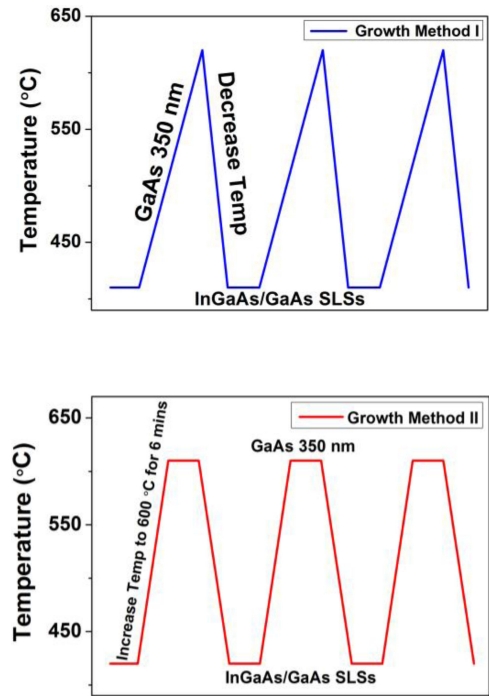 650
Growth Method I
550
450
Temperature (°C)
GaAs 350 nm
Decrease Temp
InGaAs/GaAs SLSs
650
Growth Method II
550
450
Temperature (°C)
Increase Temp to 600 °C for 6 mins
GaAs 350 nm
InGaAs/GaAs SLSs